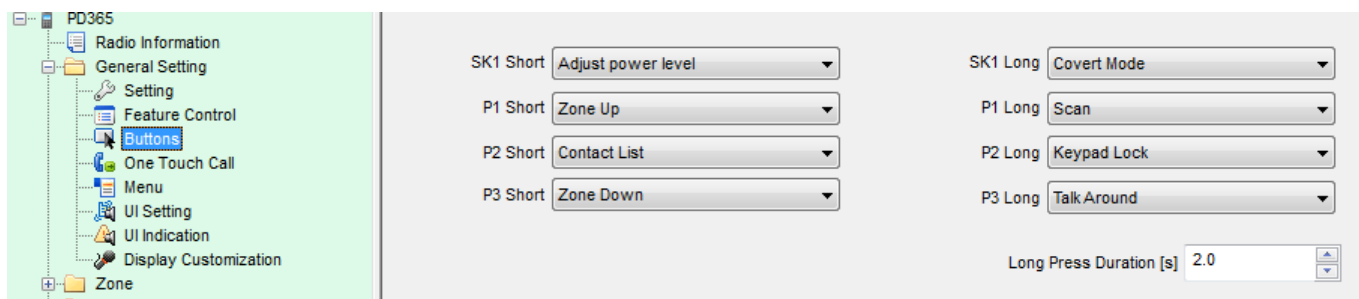 PD365
Radio Information
General Setting
Setting
Feature Control
Buttons
One Touch Call
Menu
UI Setting
UI Indication
Display Customization
Zone
SK1 Short Adjust power level
SK1 Long Covert Mode
P1 Short Zone Up
P1 Long Scan
P2 Short Contact List
P2 Long Keypad Lock
P3 Short Zone Down
P3 Long Talk Around
Long Press Duration [s] 2.0